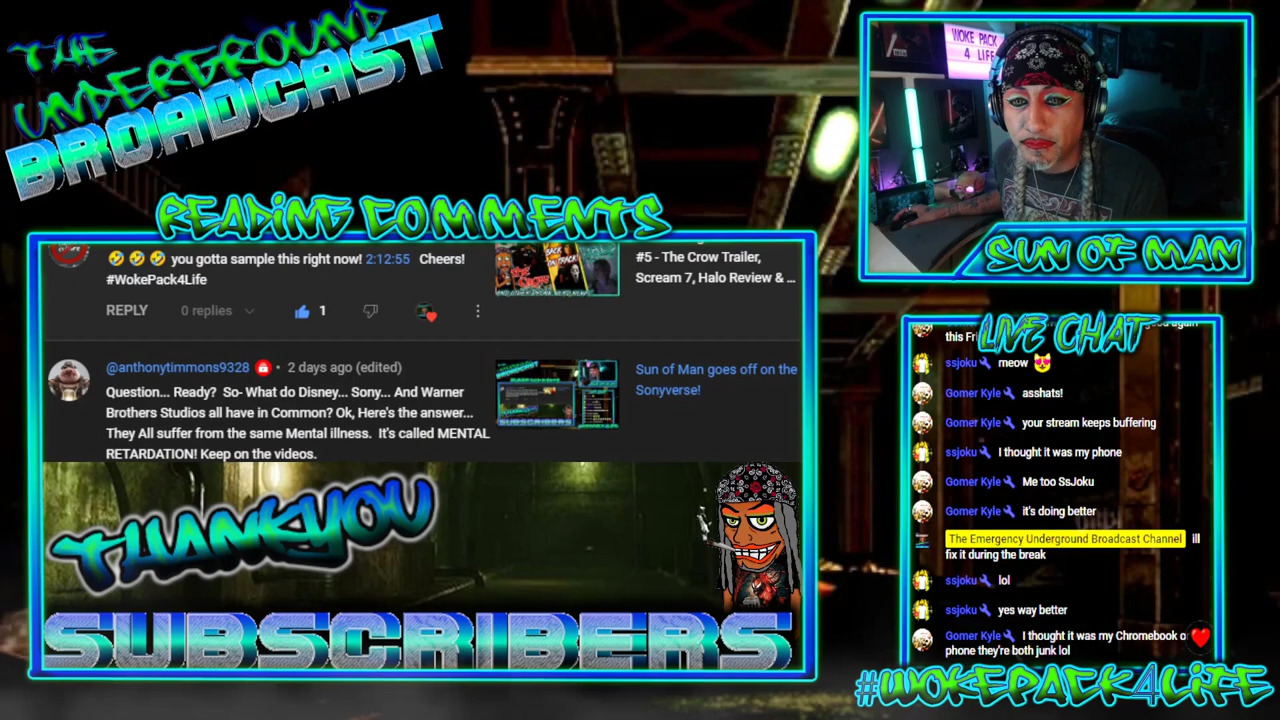 THE
UNDERGROUND
BROADCAST
WOKE PACK
4 LIFE
READING COMMENTS
🤣 🤣 🤣 you gotta sample this right now! 2:12:55 Cheers!
#WokePack4Life
REPLY 0 replies 1
#5 - The Crow Trailer,
Scream 7, Halo Review & ...
@anthonytimmons9328 • 2 days ago (edited)
Question... Ready? So- What do Disney... Sony... And Warner
Brothers Studios all have in Common? Ok, Here's the answer...
They All suffer from the same Mental illness. It's called MENTAL
RETARDATION! Keep on the videos.
Sun of Man goes off on the
Sonyverse!
THANKYOU
SUBSCRIBERS
SUN OF MAN
LIVE CHAT
again
this Fri
ssjoku meow 😻
Gomer Kyle asshats!
Gomer Kyle your stream keeps buffering
ssjoku I thought it was my phone
Gomer Kyle Me too SsJoku
Gomer Kyle it's doing better
The Emergency Underground Broadcast Channel ill
fix it during the break
ssjoku lol
ssjoku yes way better
Gomer Kyle I thought it was my Chromebook o
phone they're both junk lol
#WOKEPACK4LIFE